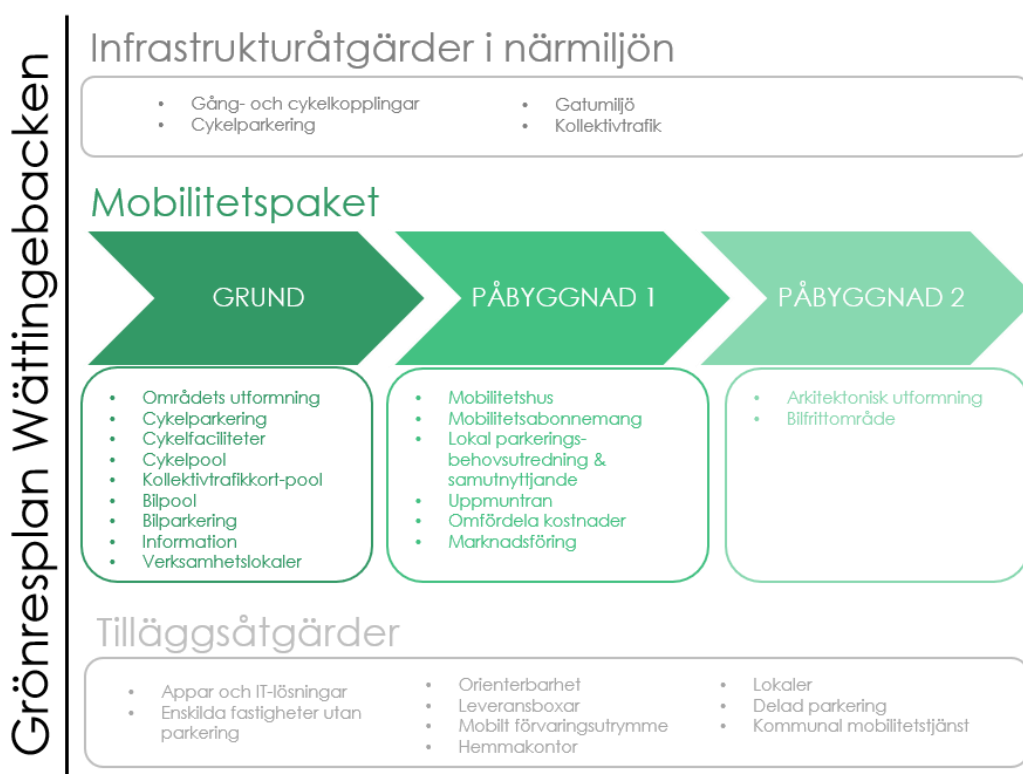 Grönresplan Wättingebacken
Infrastrukturåtgärder i närmiljön
• Gång- och cykelkopplingar
• Cykelparkering
• Gatumiljö
• Kollektivtrafik
Mobilitetspaket
GRUND
• Områdets utformning
• Cykelparkering
• Cykelfaciliteter
• Cykelpool
• Kollektivtrafikkort-pool
• Bilpool
• Bilparkering
• Information
• Verksamhetslokaler
PÅBYGGNAD 1
• Mobilitetshus
• Mobilitetsabonnemang
• Lokal parkerings-
behovsutredning &
samutnyttjande
• Uppmuntran
• Omfördela kostnader
• Marknadsföring
PÅBYGGNAD 2
• Arkitektonisk utformning
• Bilfrittområde
Tilläggsåtgärder
• Appar och IT-lösningar
• Enskilda fastigheter utan
parkering
• Orienterbarhet
• Leveransboxar
• Mobilt förvaringsutrymme
• Hemmakontor
• Lokaler
• Delad parkering
• Kommunal mobilitetstjänst